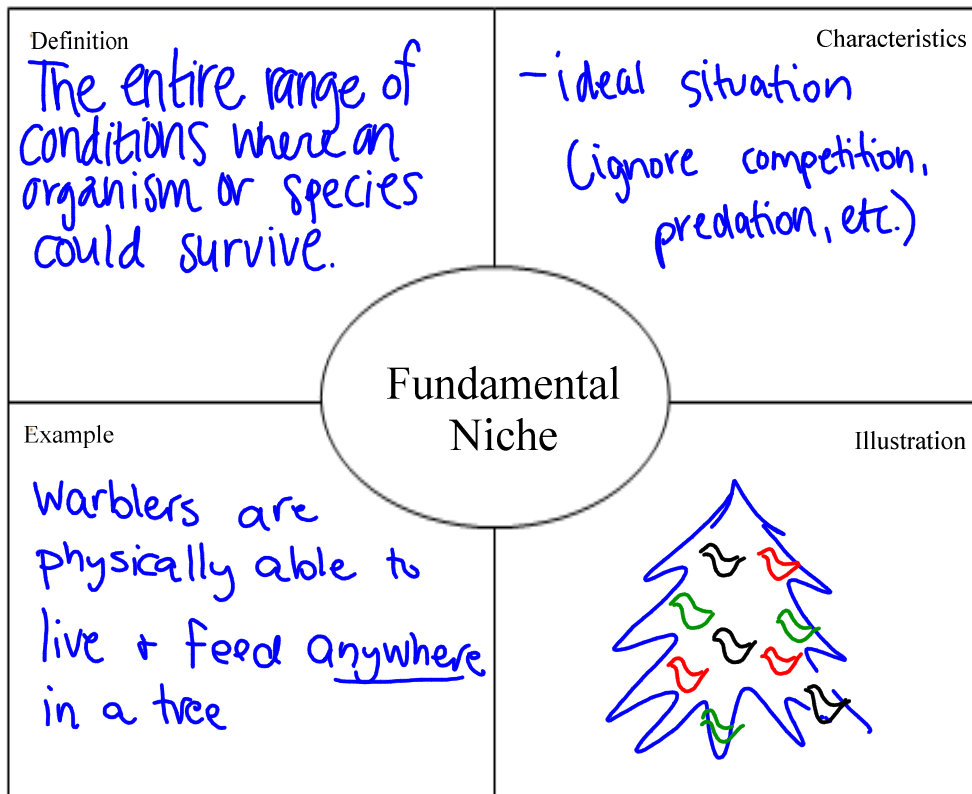 Definition
The entire range of
conditions where an
organism or species
could survive.
Characteristics
- ideal situation
(ignore competition,
predation, etc.)
Fundamental
Niche
Example
Warblers are
physically able to
live + feed anywhere
in a tree
Illustration